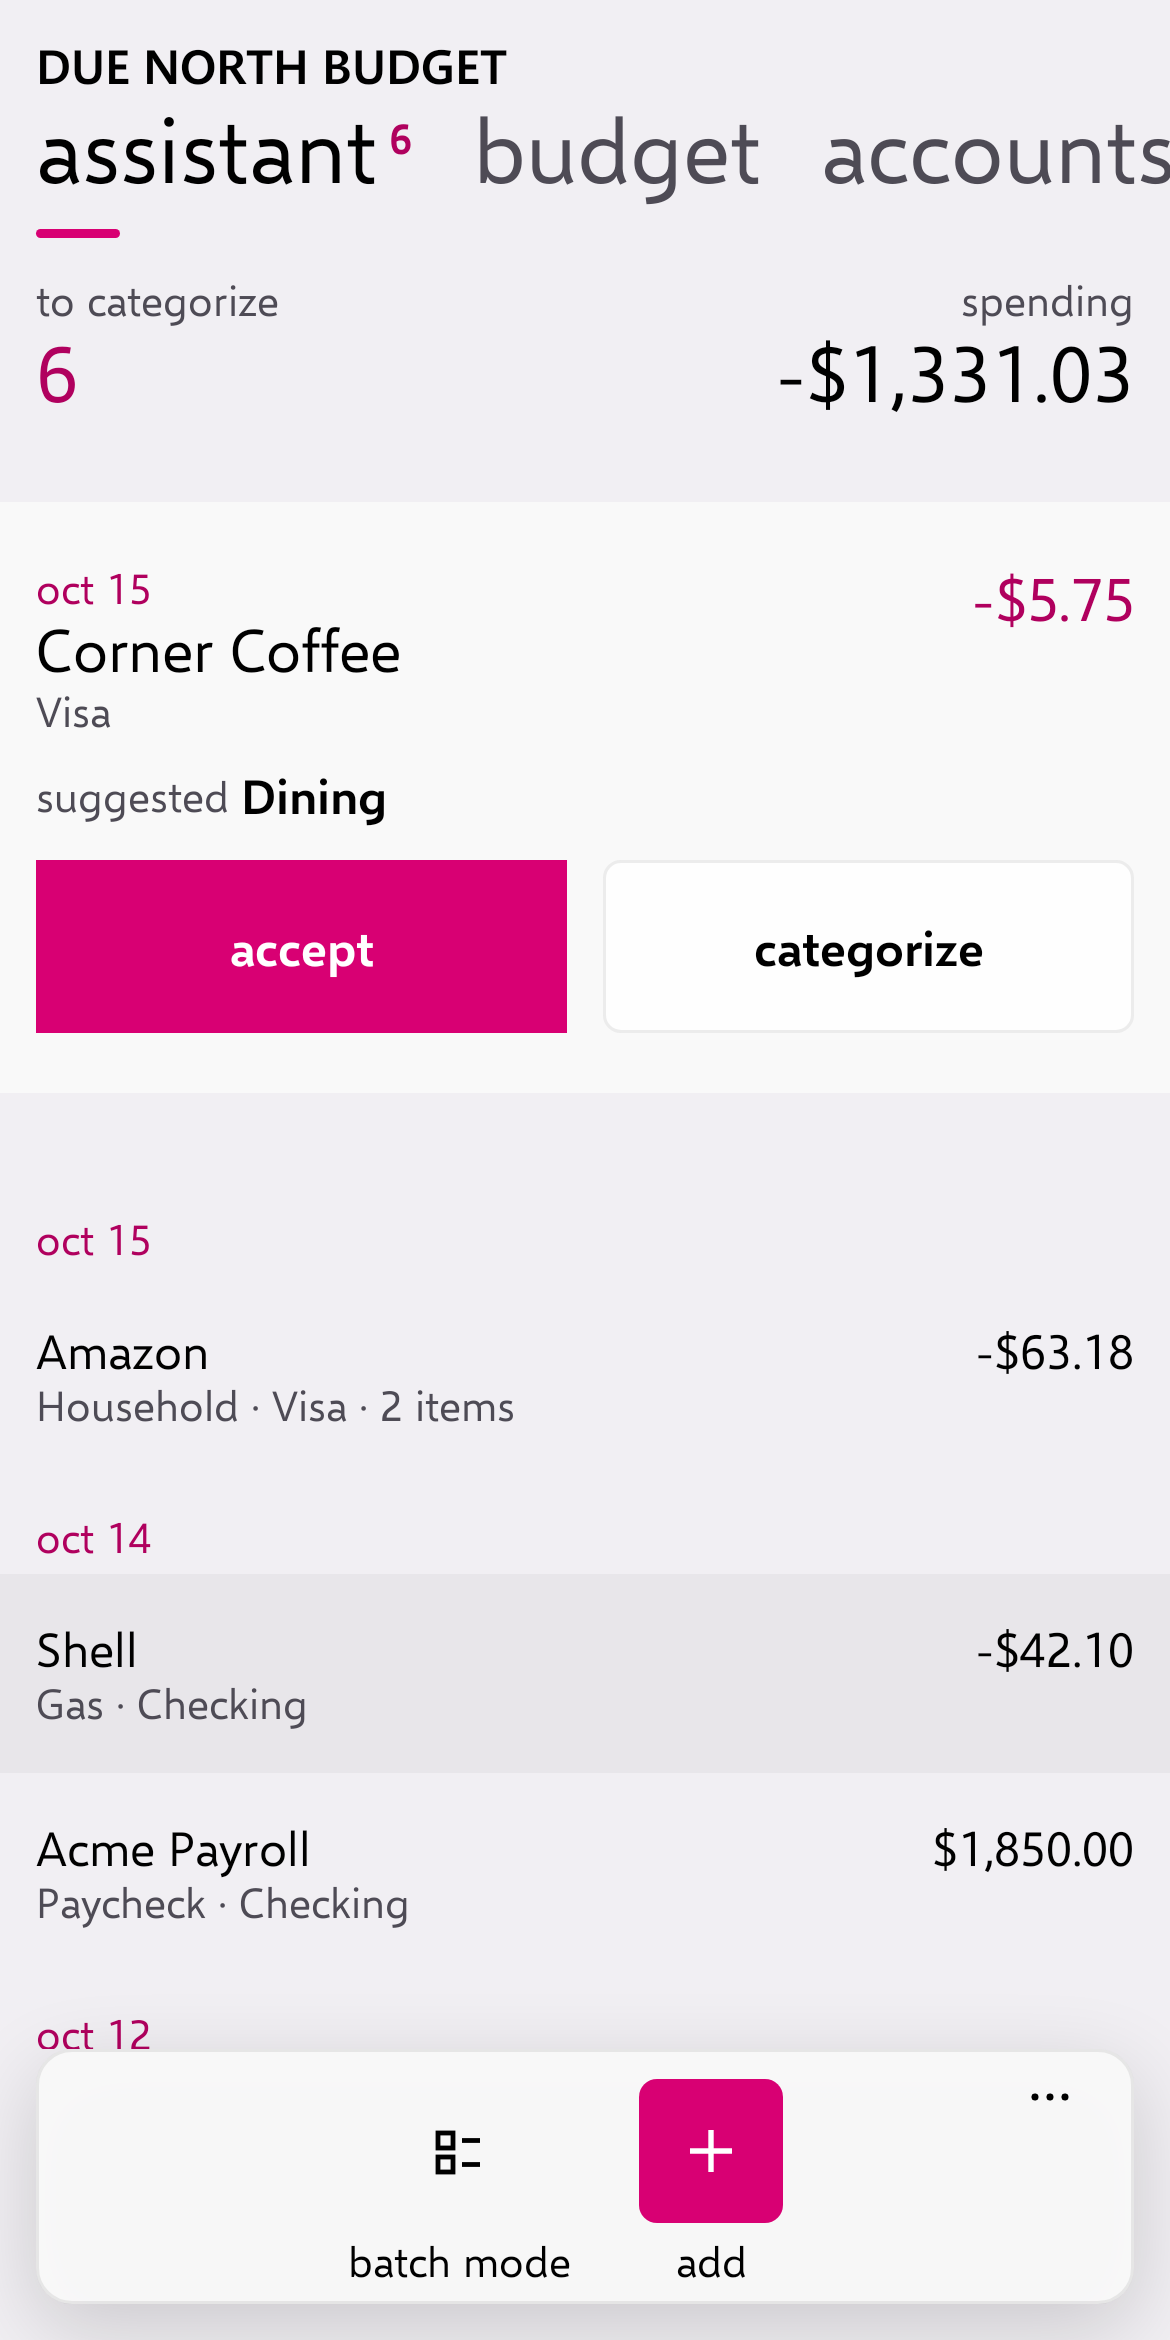 DUE NORTH BUDGET
assistant 6 budget accounts
to categorize spending
6 -$1,331.03
oct 15 -$5.75
Corner Coffee
Visa
suggested Dining
accept categorize
oct 15
Amazon -$63.18
Household · Visa · 2 items
oct 14
Shell -$42.10
Gas · Checking
Acme Payroll $1,850.00
Paycheck · Checking
oct 12
batch mode add